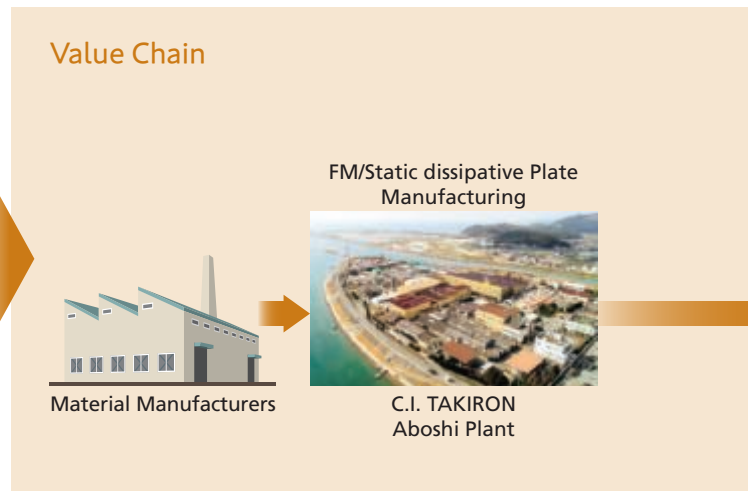 Value Chain
FM/Static dissipative Plate
Manufacturing
Material Manufacturers
C.I. TAKIRON
Aboshi Plant